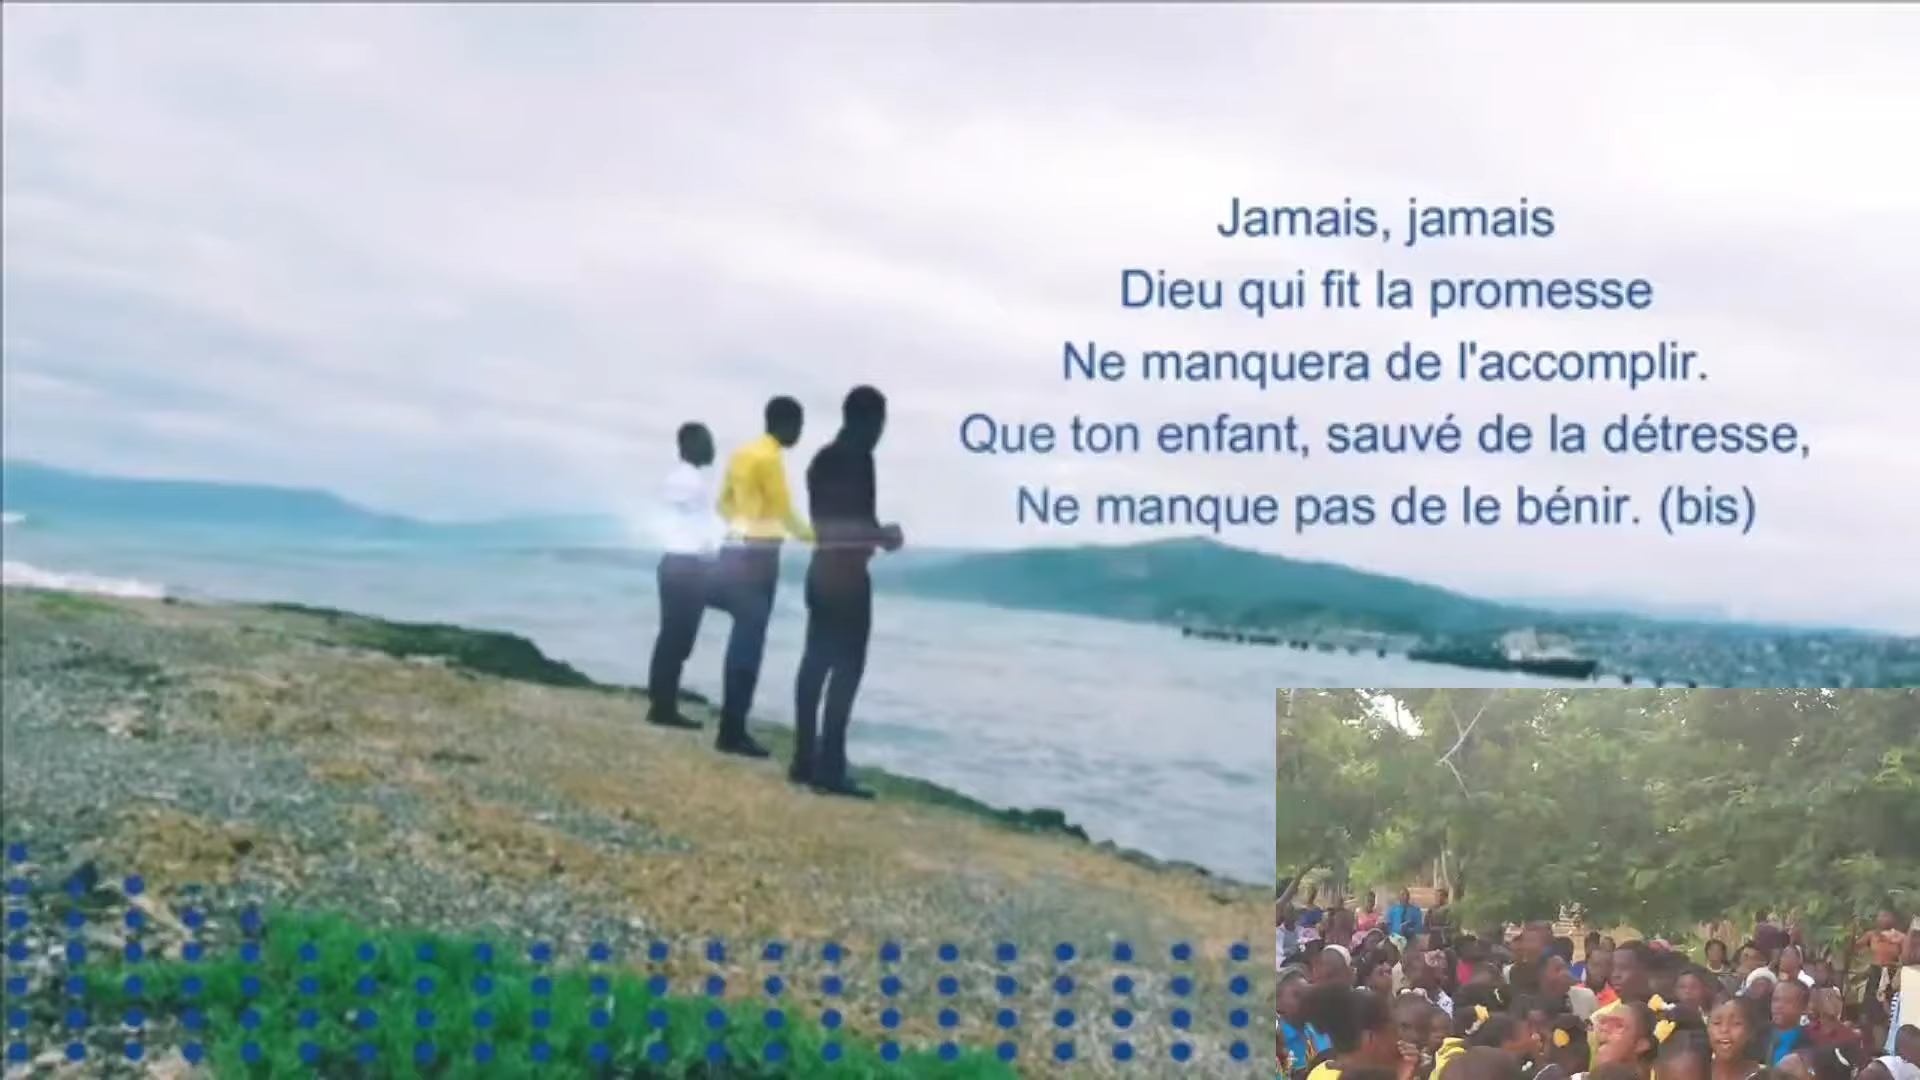 Jamais, jamais
Dieu qui fit la promesse
Ne manquera de l'accomplir.
Que ton enfant, sauvé de la détresse,
Ne manque pas de le bénir. (bis)